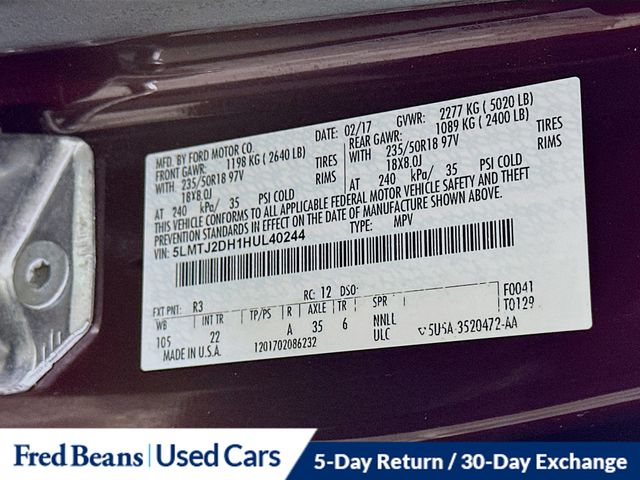 MFD. BY FORD MOTOR CO.
DATE: 02/17 GVWR: 2277 KG ( 5020 LB)
FRONT GAWR: 1198 KG ( 2640 LB) REAR GAWR: 1089 KG ( 2400 LB)
WITH 235/50R18 97V TIRES WITH 235/50R18 97V TIRES
18X8.0J RIMS 18X8.0J RIMS
AT 240 kPa/ 35 PSI COLD AT 240 kPa/ 35 PSI COLD
THIS VEHICLE CONFORMS TO ALL APPLICABLE FEDERAL MOTOR VEHICLE SAFETY AND THEFT
PREVENTION STANDARDS IN EFFECT ON THE DATE OF MANUFACTURE SHOWN ABOVE.
VIN: 5LMTJ2DH1HUL40244 TYPE: MPV
EXT PNT: R3 RC: 12 DSO: F0041
WB INT TR TP/PS R AXLE TR SPR T0129
105 22 A 35 6 NNLL
MADE IN U.S.A. 1201702086232 ULC 5U5A 3520472-AA
Fred Beans Used Cars 5-Day Return / 30-Day Exchange